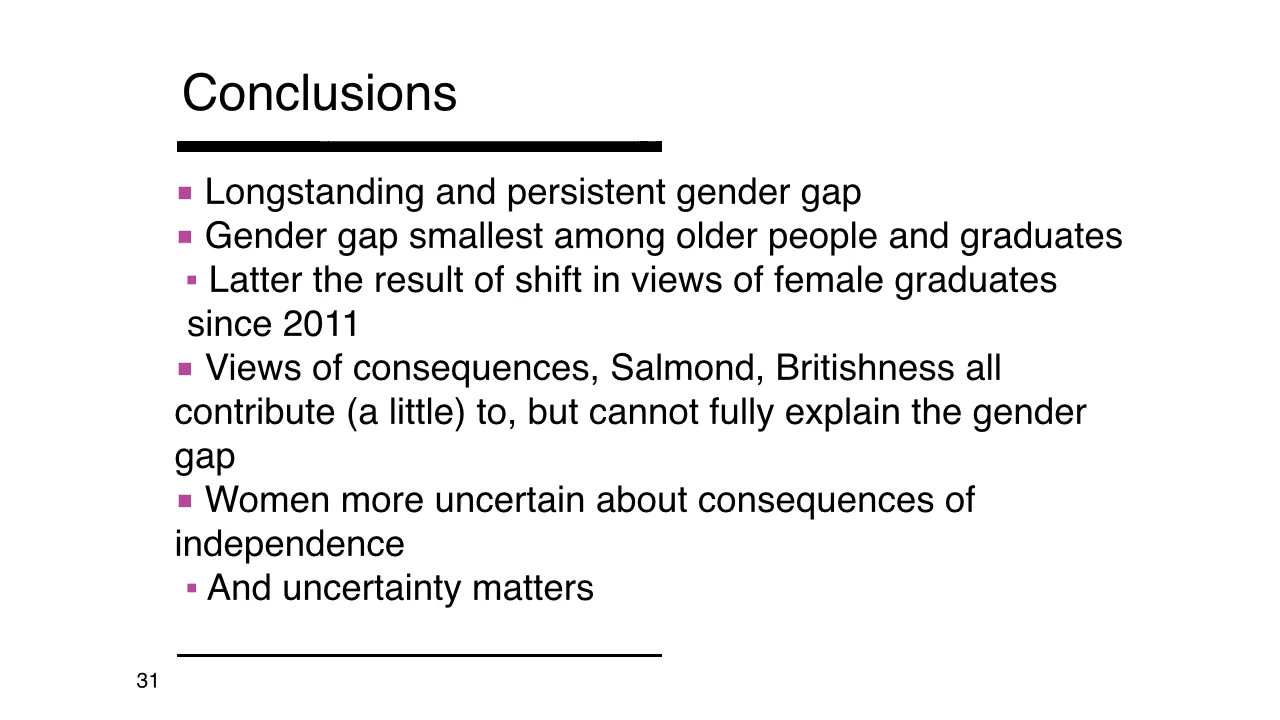 Conclusions
▪ Longstanding and persistent gender gap
▪ Gender gap smallest among older people and graduates
▪ Latter the result of shift in views of female graduates
since 2011
▪ Views of consequences, Salmond, Britishness all
contribute (a little) to, but cannot fully explain the gender
gap
▪ Women more uncertain about consequences of
independence
▪ And uncertainty matters
31